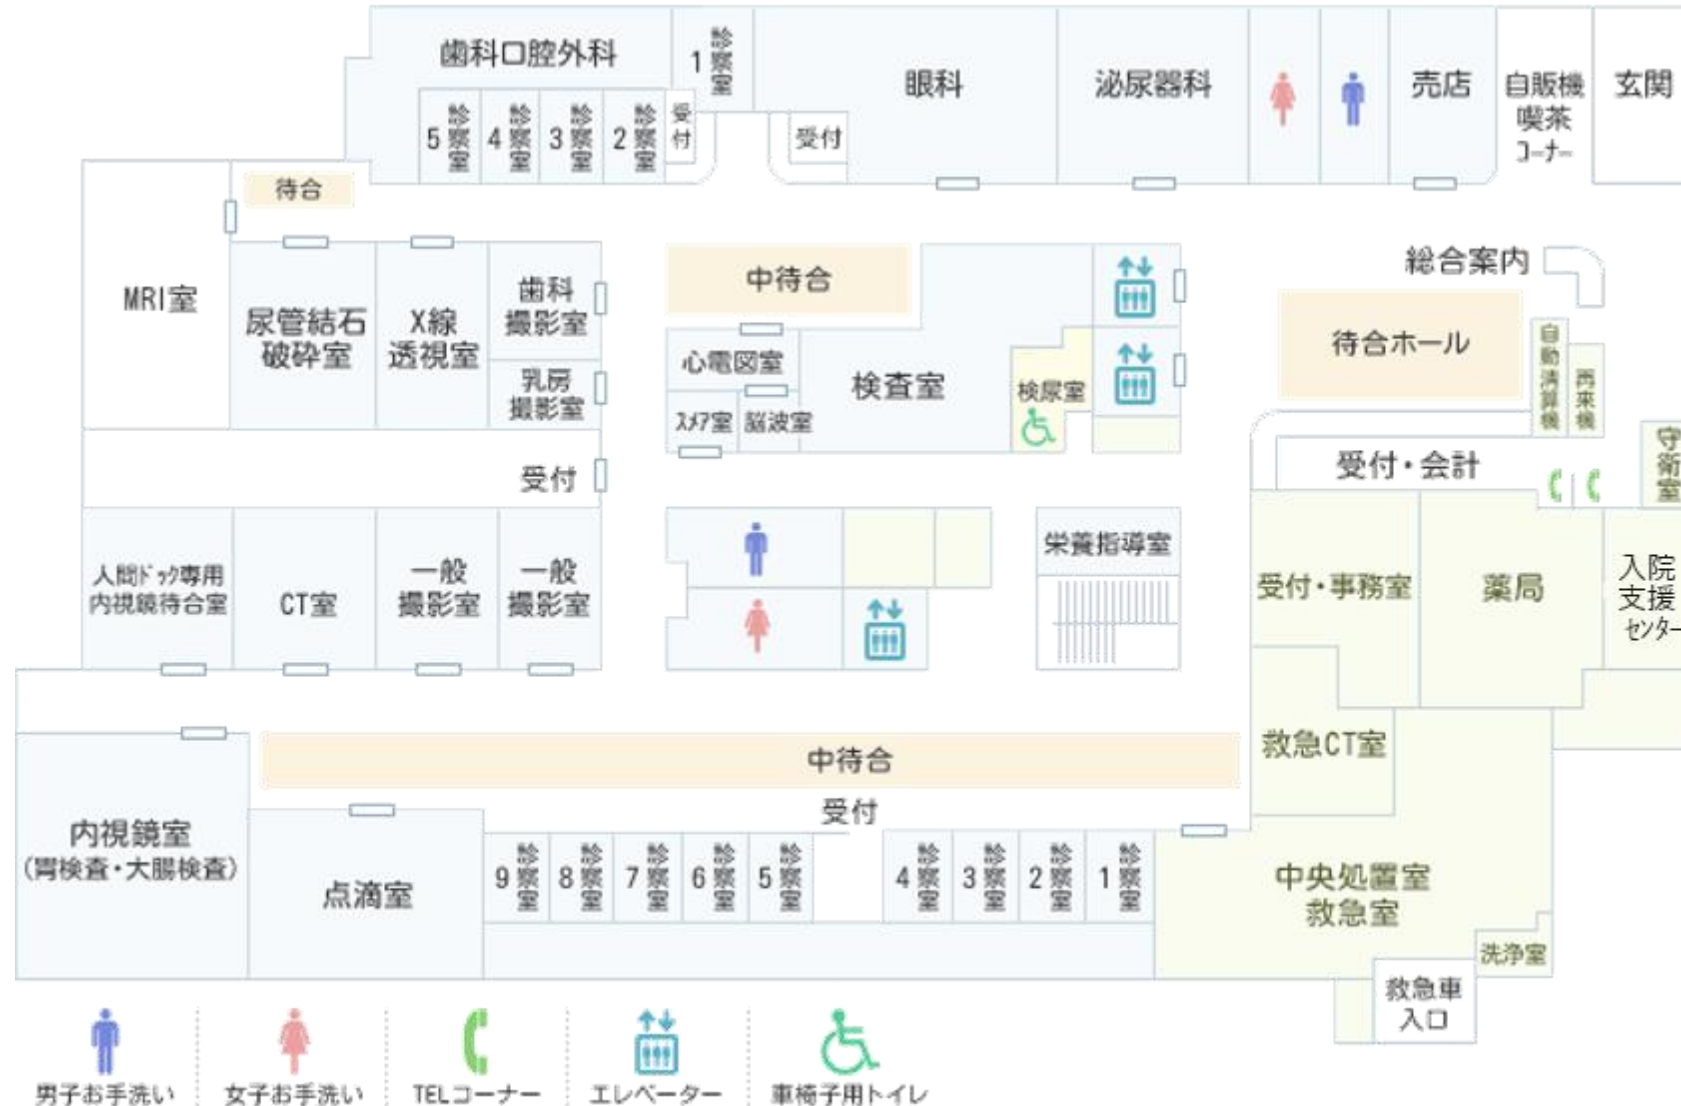 歯科口腔外科
1 診察室
眼科
泌尿器科
売店
自販機
喫茶
コーナー
玄関
5 診察室
4 診察室
3 診察室
2 診察室
受付
受付
待合
MRI室
尿管結石
破砕室
X線
透視室
歯科
撮影室
乳房
撮影室
中待合
心電図室
スメア室
脳波室
検査室
検尿室
総合案内
待合ホール
自動清算機
再来機
受付・会計
守衛室
受付
人間ドック専用
内視鏡待合室
CT室
一般
撮影室
一般
撮影室
栄養指導室
受付・事務室
薬局
入院
支援
センター
救急CT室
中待合
受付
内視鏡室
(胃検査・大腸検査)
点滴室
9 診察室
8 診察室
7 診察室
6 診察室
5 診察室
4 診察室
3 診察室
2 診察室
1 診察室
中央処置室
救急室
洗浄室
救急車
入口
男子お手洗い
女子お手洗い
TELコーナー
エレベーター
車椅子用トイレ